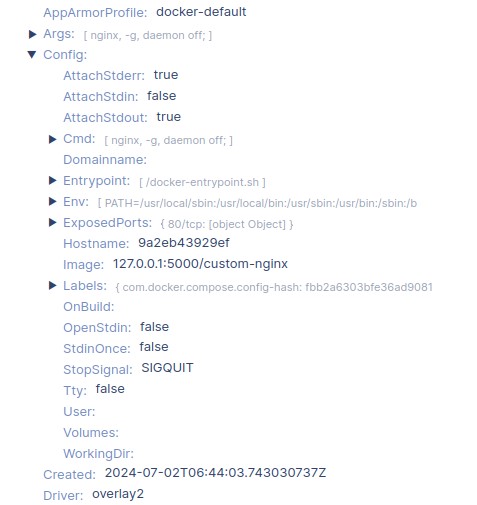 AppArmorProfile: docker-default
Args: [ nginx, -g, daemon off; ]
Config:
AttachStderr: true
AttachStdin: false
AttachStdout: true
Cmd: [ nginx, -g, daemon off; ]
Domainname:
Entrypoint: [ /docker-entrypoint.sh ]
Env: [ PATH=/usr/local/sbin:/usr/local/bin:/usr/sbin:/usr/bin:/sbin:/b
ExposedPorts: { 80/tcp: [object Object] }
Hostname: 9a2eb43929ef
Image: 127.0.0.1:5000/custom-nginx
Labels: { com.docker.compose.config-hash: fbb2a6303bfe36ad9081
OnBuild:
OpenStdin: false
StdinOnce: false
StopSignal: SIGQUIT
Tty: false
User:
Volumes:
WorkingDir:
Created: 2024-07-02T06:44:03.743030737Z
Driver: overlay2